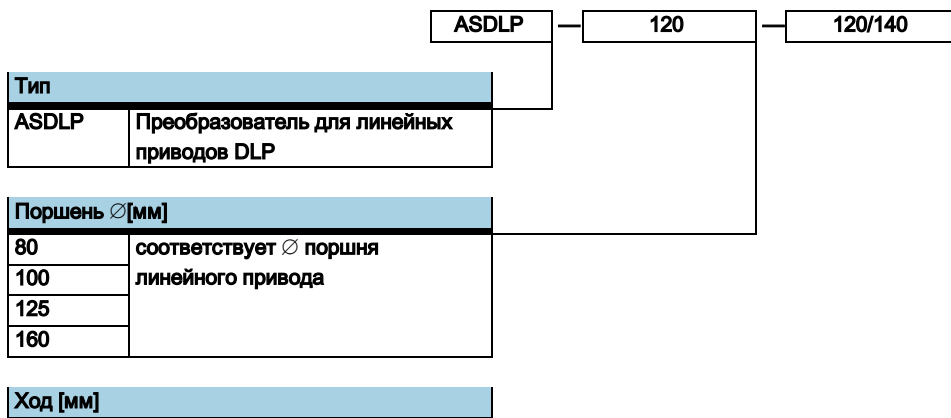 ASDLP — 120 — 120/140
Тип
ASDLP Преобразователь для линейных
приводов DLP
Поршень ∅[мм]
80 соответствует ∅ поршня
100 линейного привода
125
160
Ход [мм]